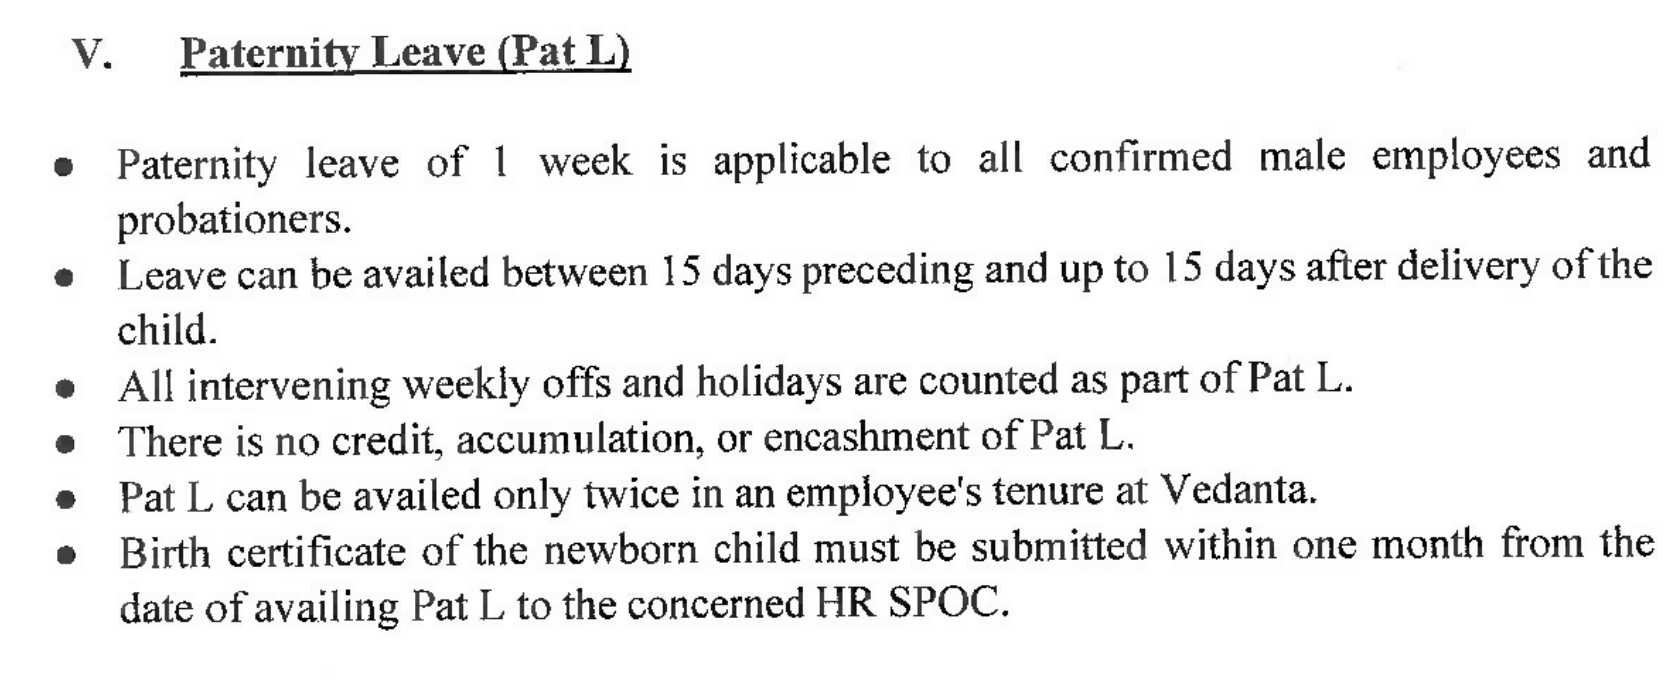 V. Paternity Leave (Pat L)
● Paternity leave of 1 week is applicable to all confirmed male employees and
probationers.
● Leave can be availed between 15 days preceding and up to 15 days after delivery of the
child.
● All intervening weekly offs and holidays are counted as part of Pat L.
● There is no credit, accumulation, or encashment of Pat L.
● Pat L can be availed only twice in an employee's tenure at Vedanta.
● Birth certificate of the newborn child must be submitted within one month from the
date of availing Pat L to the concerned HR SPOC.